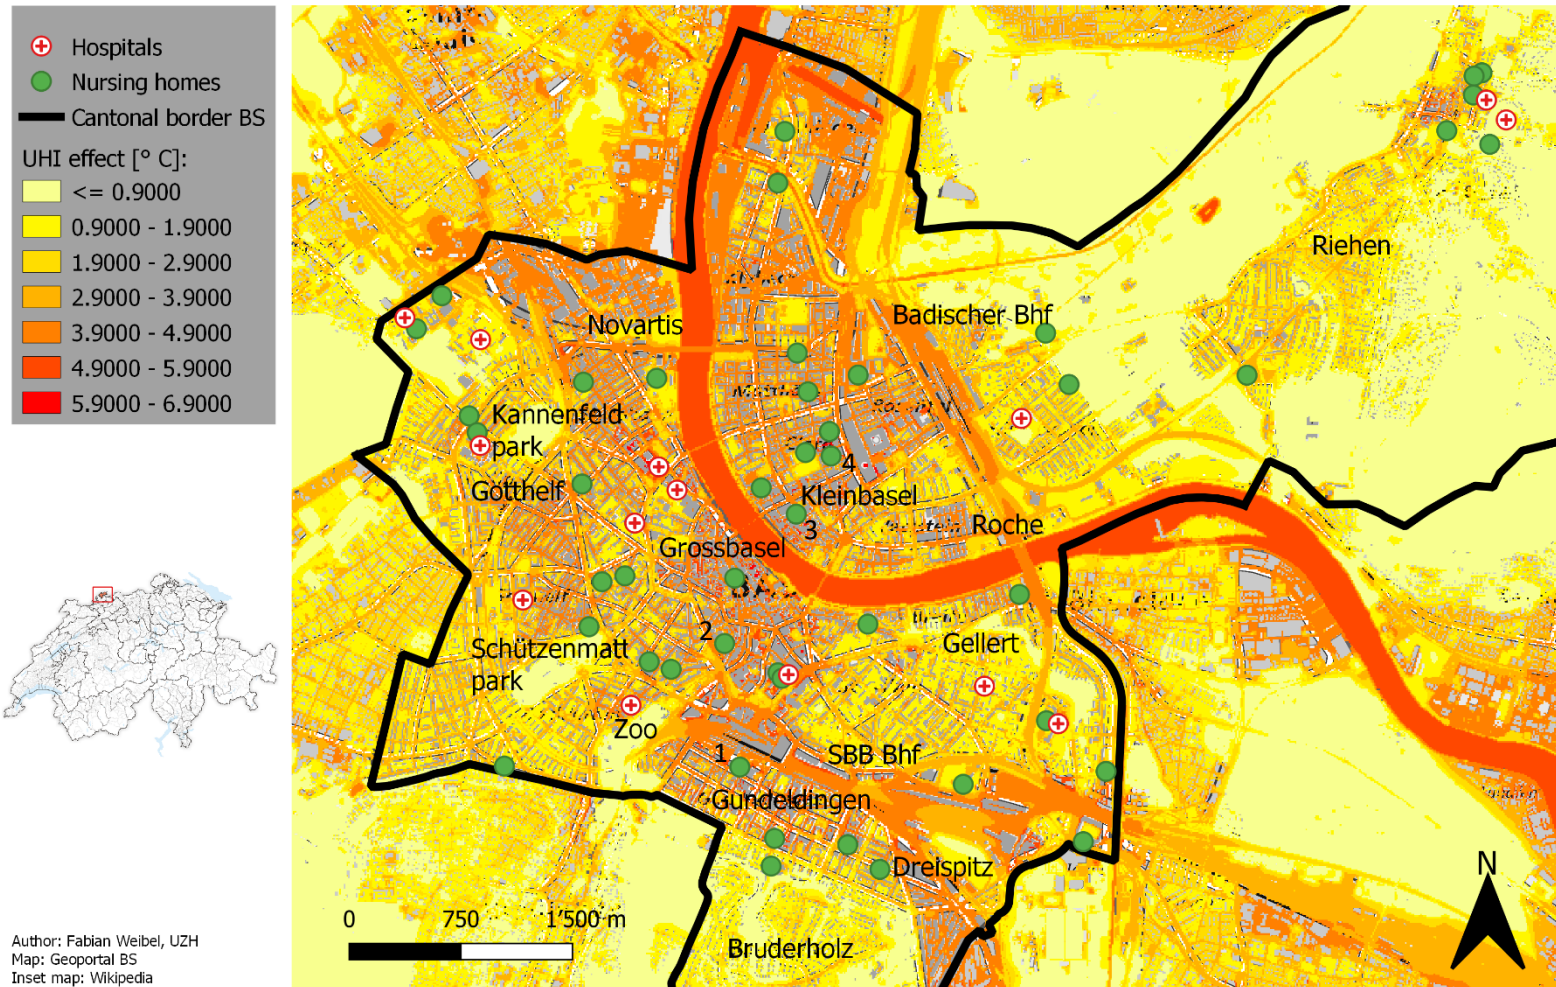 Hospitals
Nursing homes
Cantonal border BS
UHI effect [° C]:
<= 0.9000
0.9000 - 1.9000
1.9000 - 2.9000
2.9000 - 3.9000
3.9000 - 4.9000
4.9000 - 5.9000
5.9000 - 6.9000
Riehen
Badischer Bhf
Novartis
Kannenfeld
park
Gotthelf
4
Kleinbasel
3
Roche
Grossbasel
2
Schützenmatt
park
Gellert
Zoo
1
SBB Bhf
Gundeldingen
Dreispitz
N
0 750 1'500 m
Bruderholz
Author: Fabian Weibel, UZH
Map: Geoportal BS
Inset map: Wikipedia